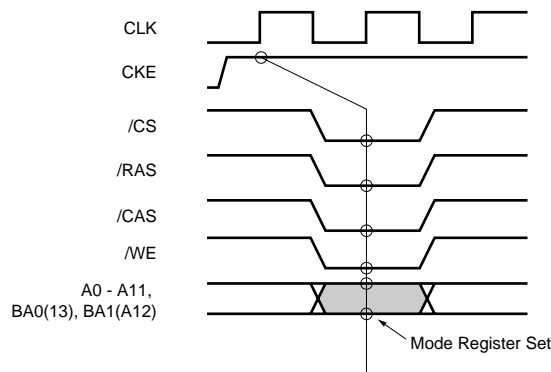 CLK
CKE
/CS
/RAS
/CAS
/WE
A0 - A11,
BA0(13), BA1(A12)
Mode Register Set